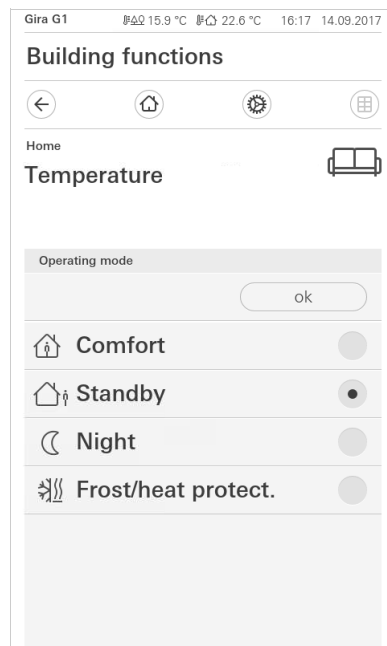 Gira G1 15.9 °C 22.6 °C 16:17 14.09.2017
Building functions
Home
Temperature
Operating mode
ok
Comfort
Standby
Night
Frost/heat protect.